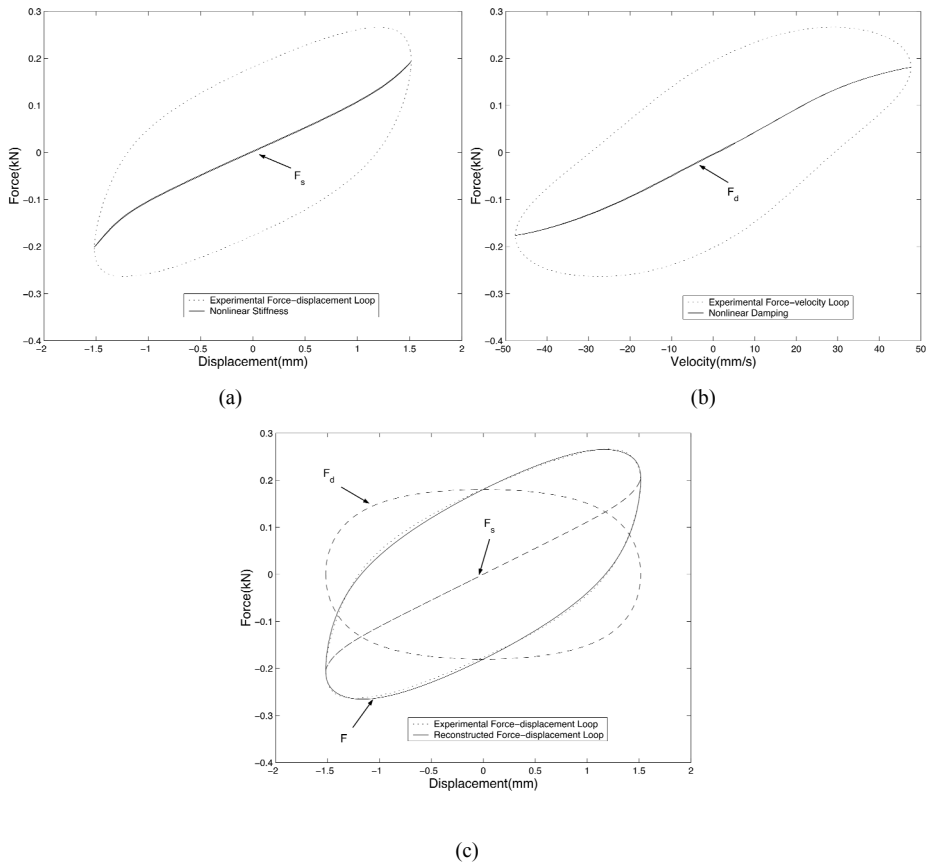 0.3
0.2
0.1
0
−0.1
−0.2
−0.3
−0.4
Force(kN)
F_s
Experimental Force−displacement Loop
Nonlinear Stiffness
−2 −1.5 −1 −0.5 0 0.5 1 1.5 2
Displacement(mm)
(a)
0.3
0.2
0.1
0
−0.1
−0.2
−0.3
−0.4
Force(kN)
F_d
Experimental Force−velocity Loop
Nonlinear Damping
−50 −40 −30 −20 −10 0 10 20 30 40 50
Velocity(mm/s)
(b)
0.3
0.2
0.1
0
−0.1
−0.2
−0.3
−0.4
Force(kN)
F_d
F_s
F
Experimental Force−displacement Loop
Reconstructed Force−displacement Loop
−2 −1.5 −1 −0.5 0 0.5 1 1.5 2
Displacement(mm)
(c)